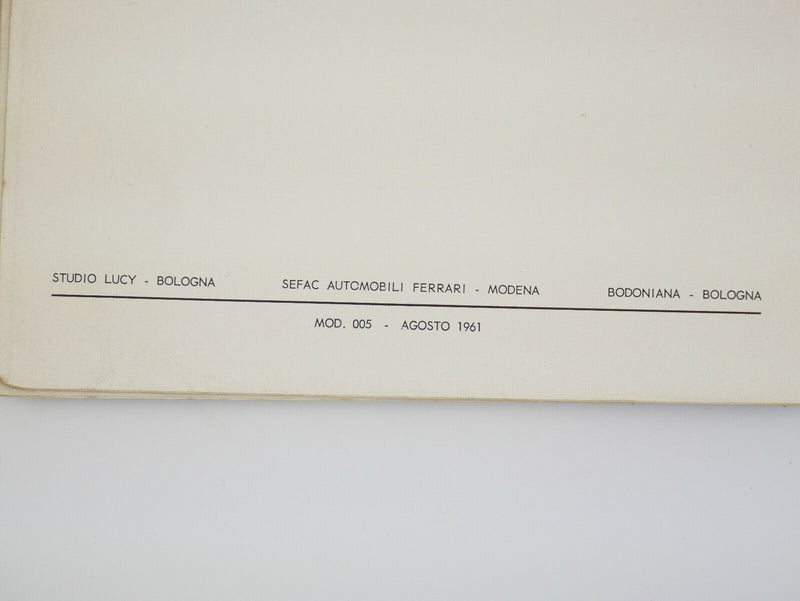 STUDIO LUCY - BOLOGNA SEFAC AUTOMOBILI FERRARI - MODENA BODONIANA - BOLOGNA
MOD. 005 - AGOSTO 1961